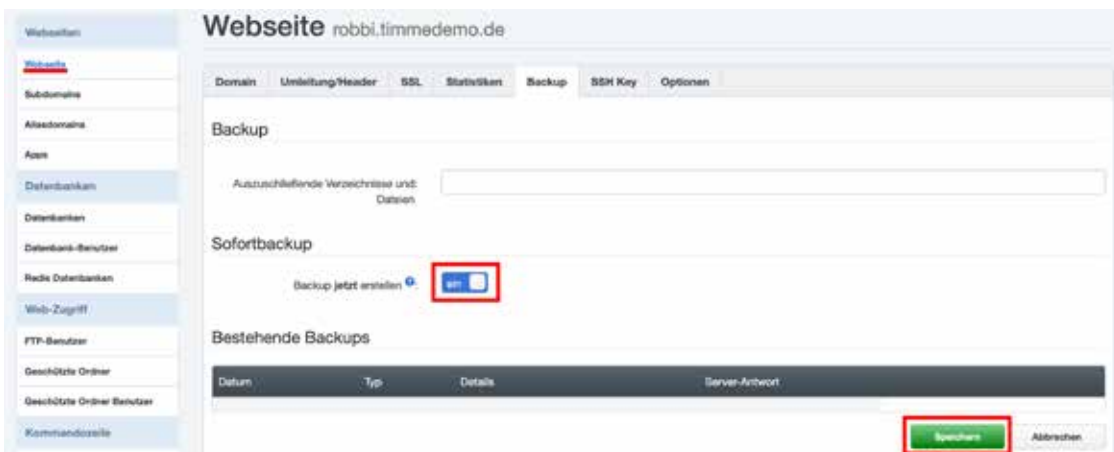 Webseiten
Webseite
Subdomains
Aliasdomains
Apps
Datenbanken
Datenbanken
Datenbank-Benutzer
Redis Datenbanken
Web-Zugriff
FTP-Benutzer
Geschützte Ordner
Geschützte Ordner Benutzer
Kommandozeile
Webseite robbi.timmedemo.de
Domain Umleitung/Header SSL Statistiken Backup SSH Key Optionen
Backup
Auszuschließende Verzeichnisse und
Dateien
Sofortbackup
Backup jetzt erstellen ?:
ein
Bestehende Backups
Datum Typ Details Server-Antwort
Speichern Abbrechen